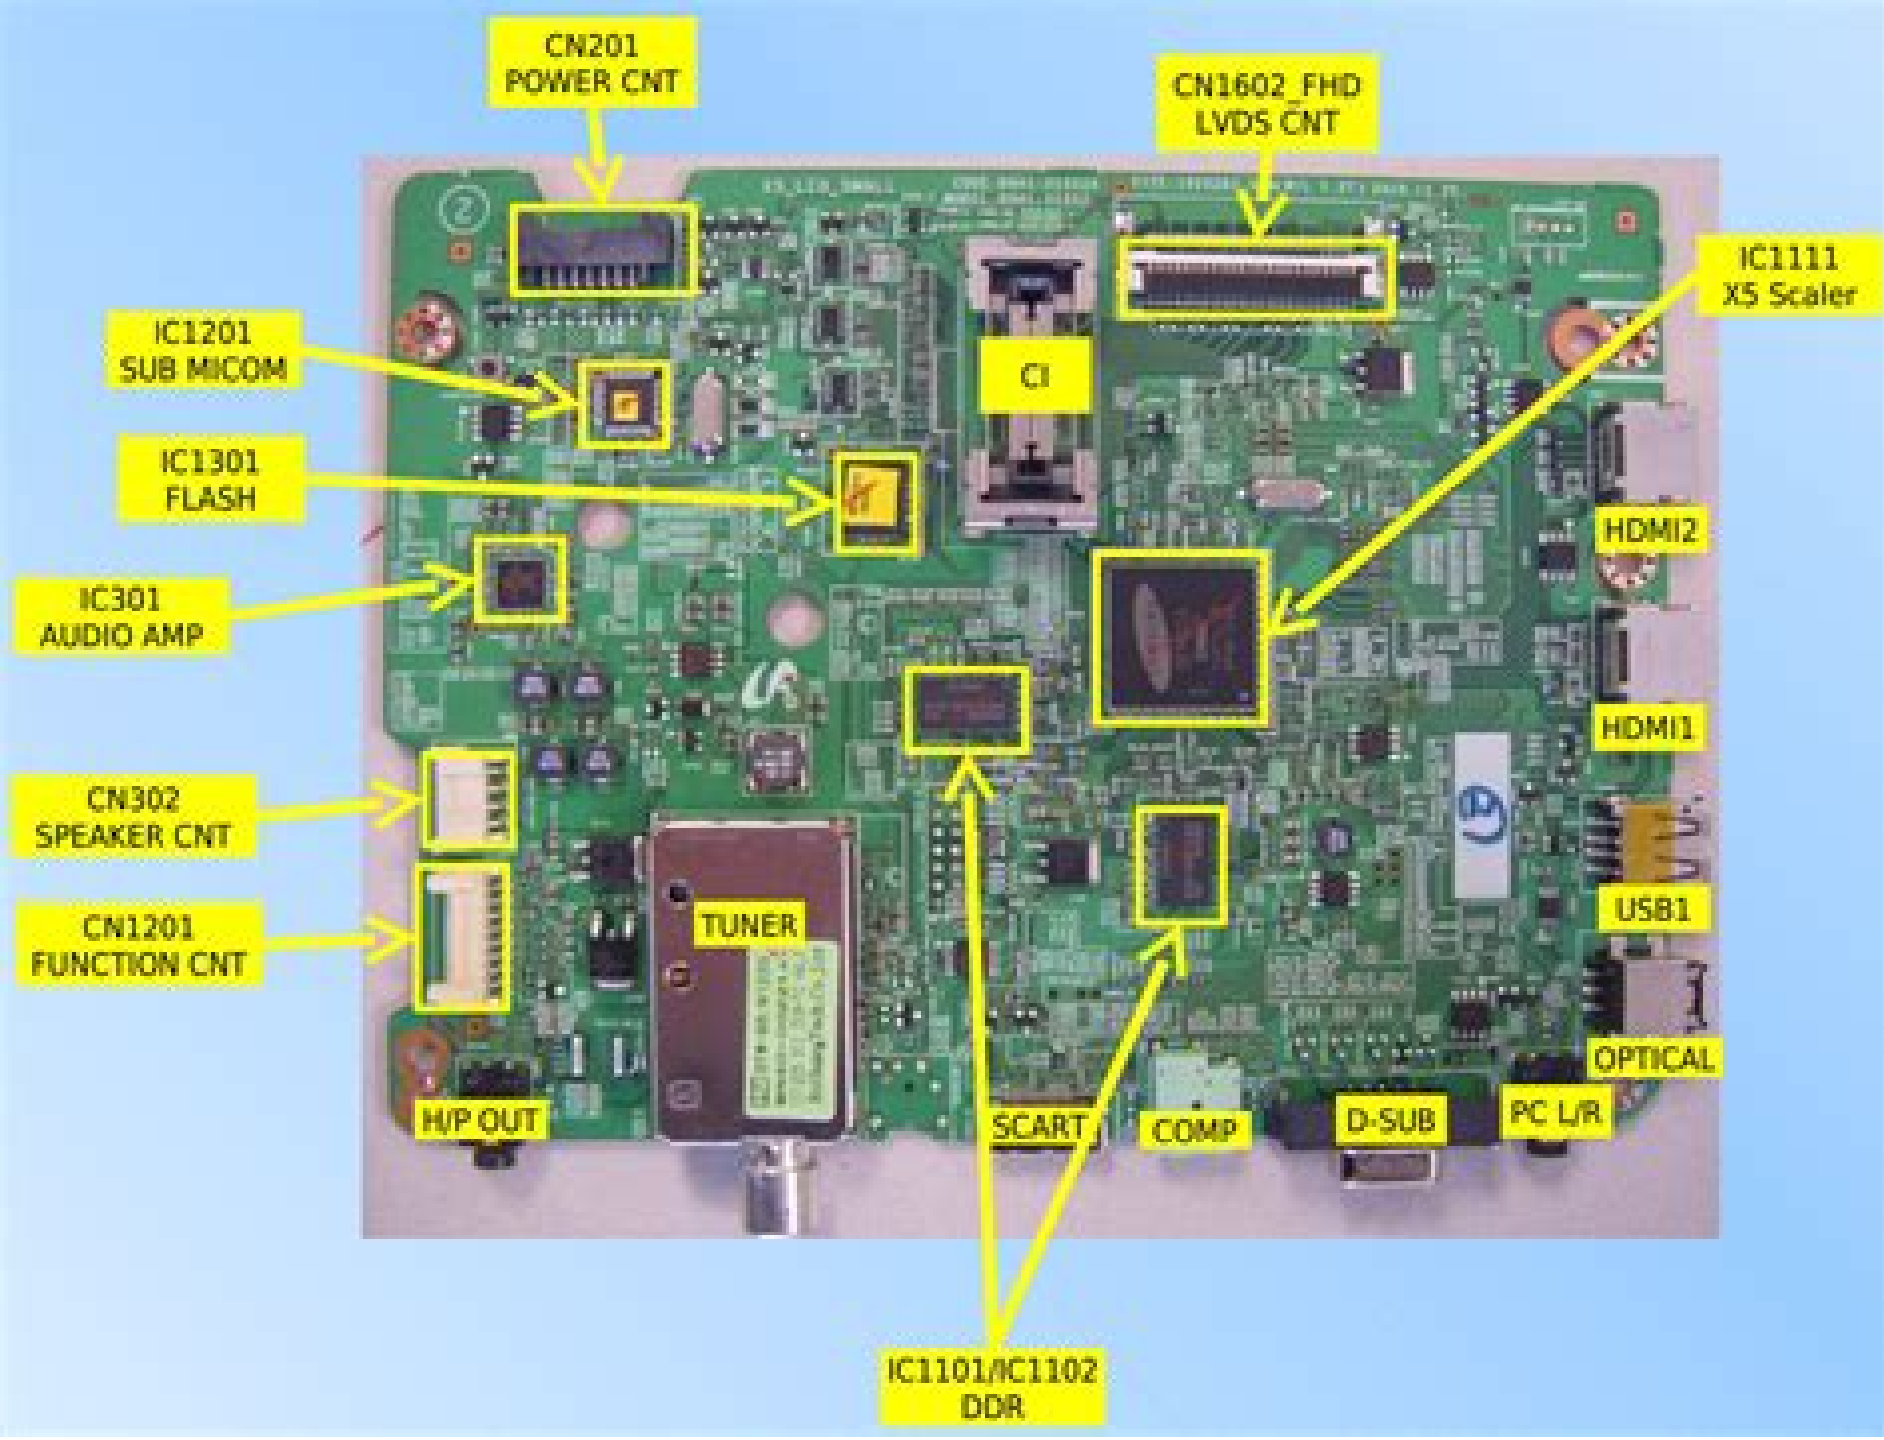 CN201
POWER CNT
CN1602_FHD
LVDS CNT
IC1111
X5 Scaler
IC1201
SUB MICOM
CI
IC1301
FLASH
HDMI2
IC301
AUDIO AMP
HDMI1
CN302
SPEAKER CNT
USB1
TUNER
CN1201
FUNCTION CNT
OPTICAL
H/P OUT
SCART
COMP
D-SUB
PC L/R
IC1101/IC1102
DDR